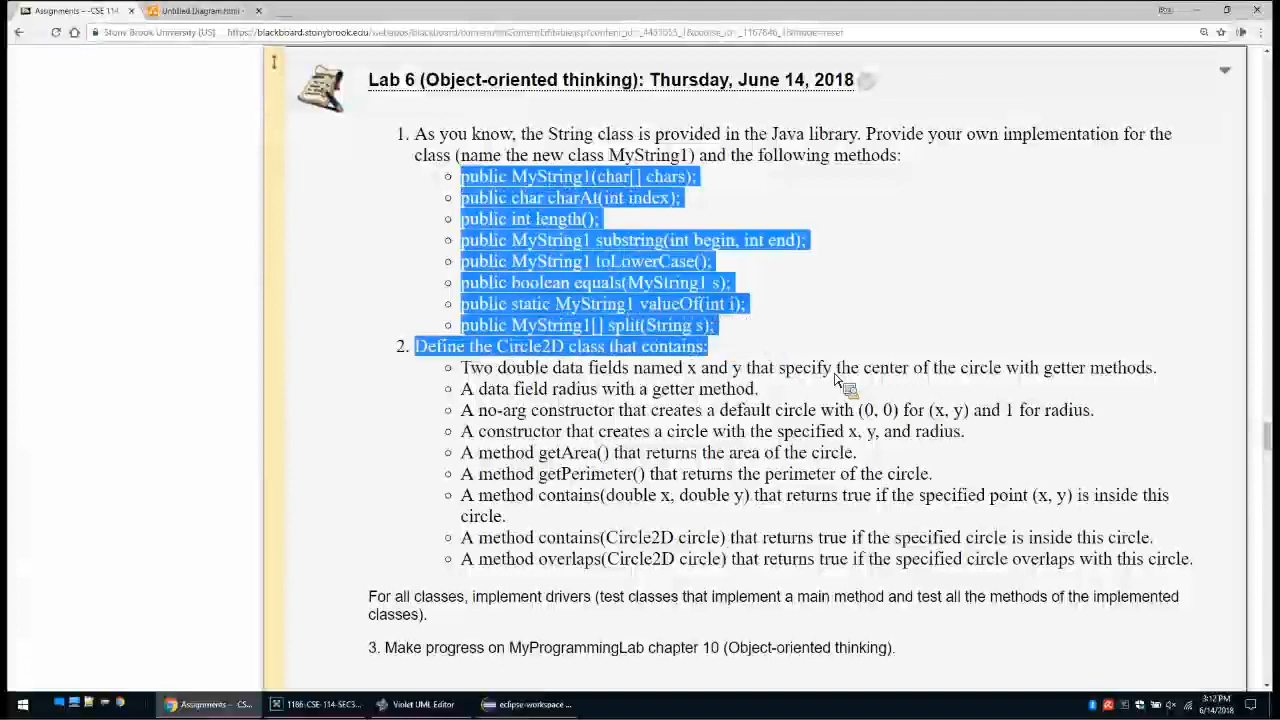 Assignments – CSE 114
Untitled Diagram.html
Stony Brook University [US]
Lab 6 (Object-oriented thinking): Thursday, June 14, 2018
1. As you know, the String class is provided in the Java library. Provide your own implementation for the
class (name the new class MyString1) and the following methods:
public MyString1(char[] chars);
public char charAt(int index);
public int length();
public MyString1 substring(int begin, int end);
public MyString1 toLowerCase();
public boolean equals(MyString1 s);
public static MyString1 valueOf(int i);
public MyString1[] split(String s);
2. Define the Circle2D class that contains:
Two double data fields named x and y that specify the center of the circle with getter methods.
A data field radius with a getter method.
A no-arg constructor that creates a default circle with (0, 0) for (x, y) and 1 for radius.
A constructor that creates a circle with the specified x, y, and radius.
A method getArea() that returns the area of the circle.
A method getPerimeter() that returns the perimeter of the circle.
A method contains(double x, double y) that returns true if the specified point (x, y) is inside this
circle.
A method contains(Circle2D circle) that returns true if the specified circle is inside this circle.
A method overlaps(Circle2D circle) that returns true if the specified circle overlaps with this circle.
For all classes, implement drivers (test classes that implement a main method and test all the methods of the implemented
classes).
3. Make progress on MyProgrammingLab chapter 10 (Object-oriented thinking).
Assignments – CS...
1186-CSE-114-SEC3...
Violet UML Editor
eclipse-workspace ...
3:12 PM
6/14/2018